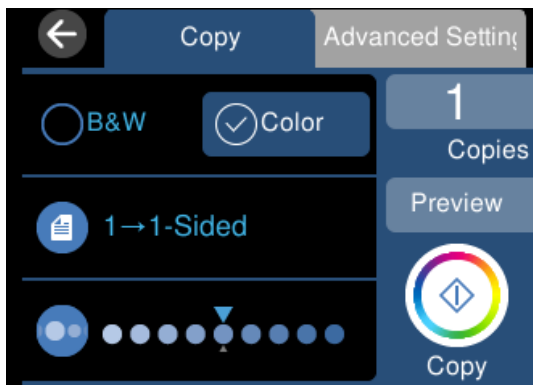 Copy
Advanced Setting
B&W
Color
1
Copies
1→1-Sided
Preview
Copy